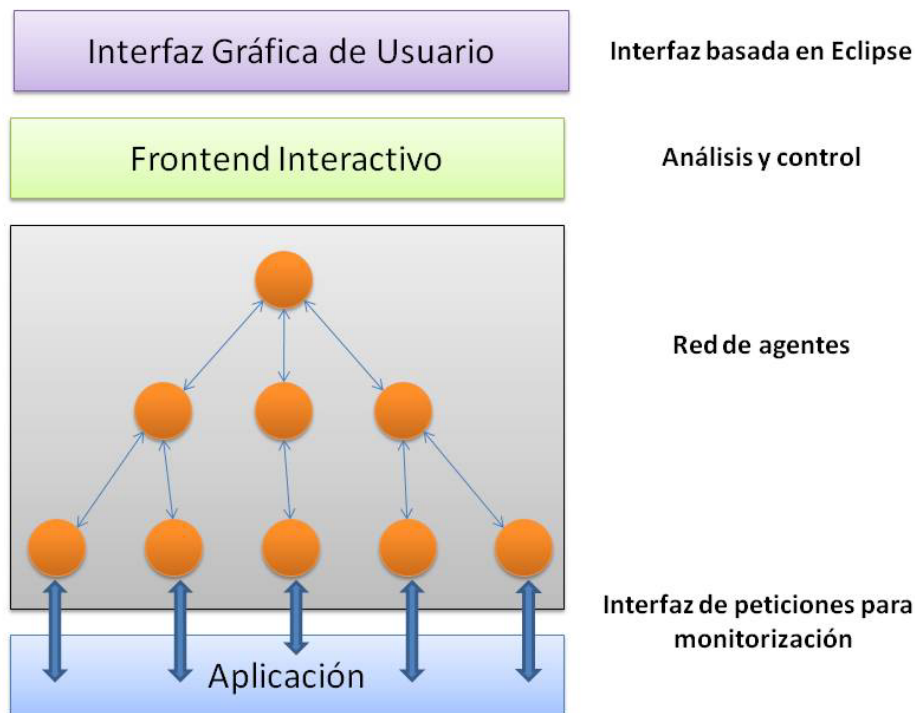 Interfaz Gráfica de Usuario
Interfaz basada en Eclipse
Frontend Interactivo
Análisis y control
Red de agentes
Interfaz de peticiones para
monitorización
Aplicación